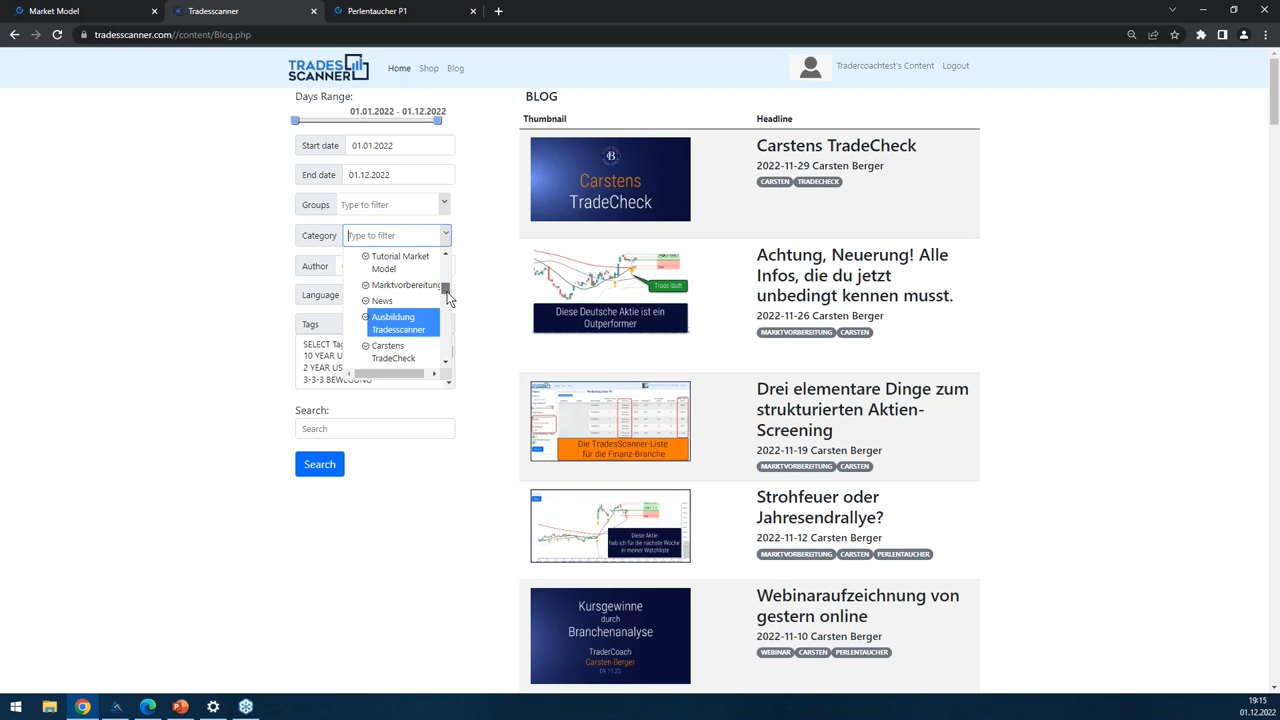 Market Model
Tradesscanner
Perlentaucher P1
tradesscanner.com//content/Blog.php
TRADES
SCANNER
Home
Shop
Blog
Tradercoachtest's Content
Logout
Days Range:
01.01.2022 - 01.12.2022
Start date 01.01.2022
End date 01.12.2022
Groups Type to filter
Category Type to filter
Tutorial Market
Model!
Marktvorbereitung
News
Ausbildung
Tradesscanner
Carstens
TradeCheck
Author
Language
Tags
SELECT Tag
10 YEAR U
2 YEAR US
3-3-3 BEWEGUNG
Search:
Search
Search
BLOG
Thumbnail Headline
Carstens
TradeCheck
Carstens TradeCheck
2022-11-29 Carsten Berger
CARSTEN TRADECHECK
Trade läuft
Diese Deutsche Aktie ist ein
Outperformer
Achtung, Neuerung! Alle
Infos, die du jetzt
unbedingt kennen musst.
2022-11-26 Carsten Berger
MARKTVORBEREITUNG CARSTEN
Die TradesScanner-Liste
für die Finanz-Branche
Drei elementare Dinge zum
strukturierten Aktien-
Screening
2022-11-19 Carsten Berger
MARKTVORBEREITUNG CARSTEN
Diese Aktie
hab ich für die nächste Woche
in meiner Watchliste
Strohfeuer oder
Jahresendrallye?
2022-11-12 Carsten Berger
MARKTVORBEREITUNG CARSTEN PERLENTAUCHER
Kursgewinne
durch
Branchenanalyse
TraderCoach
Carsten Berger
Webinaraufzeichnung von
gestern online
2022-11-10 Carsten Berger
WEBINAR CARSTEN PERLENTAUCHER
19:15
01.12.2022